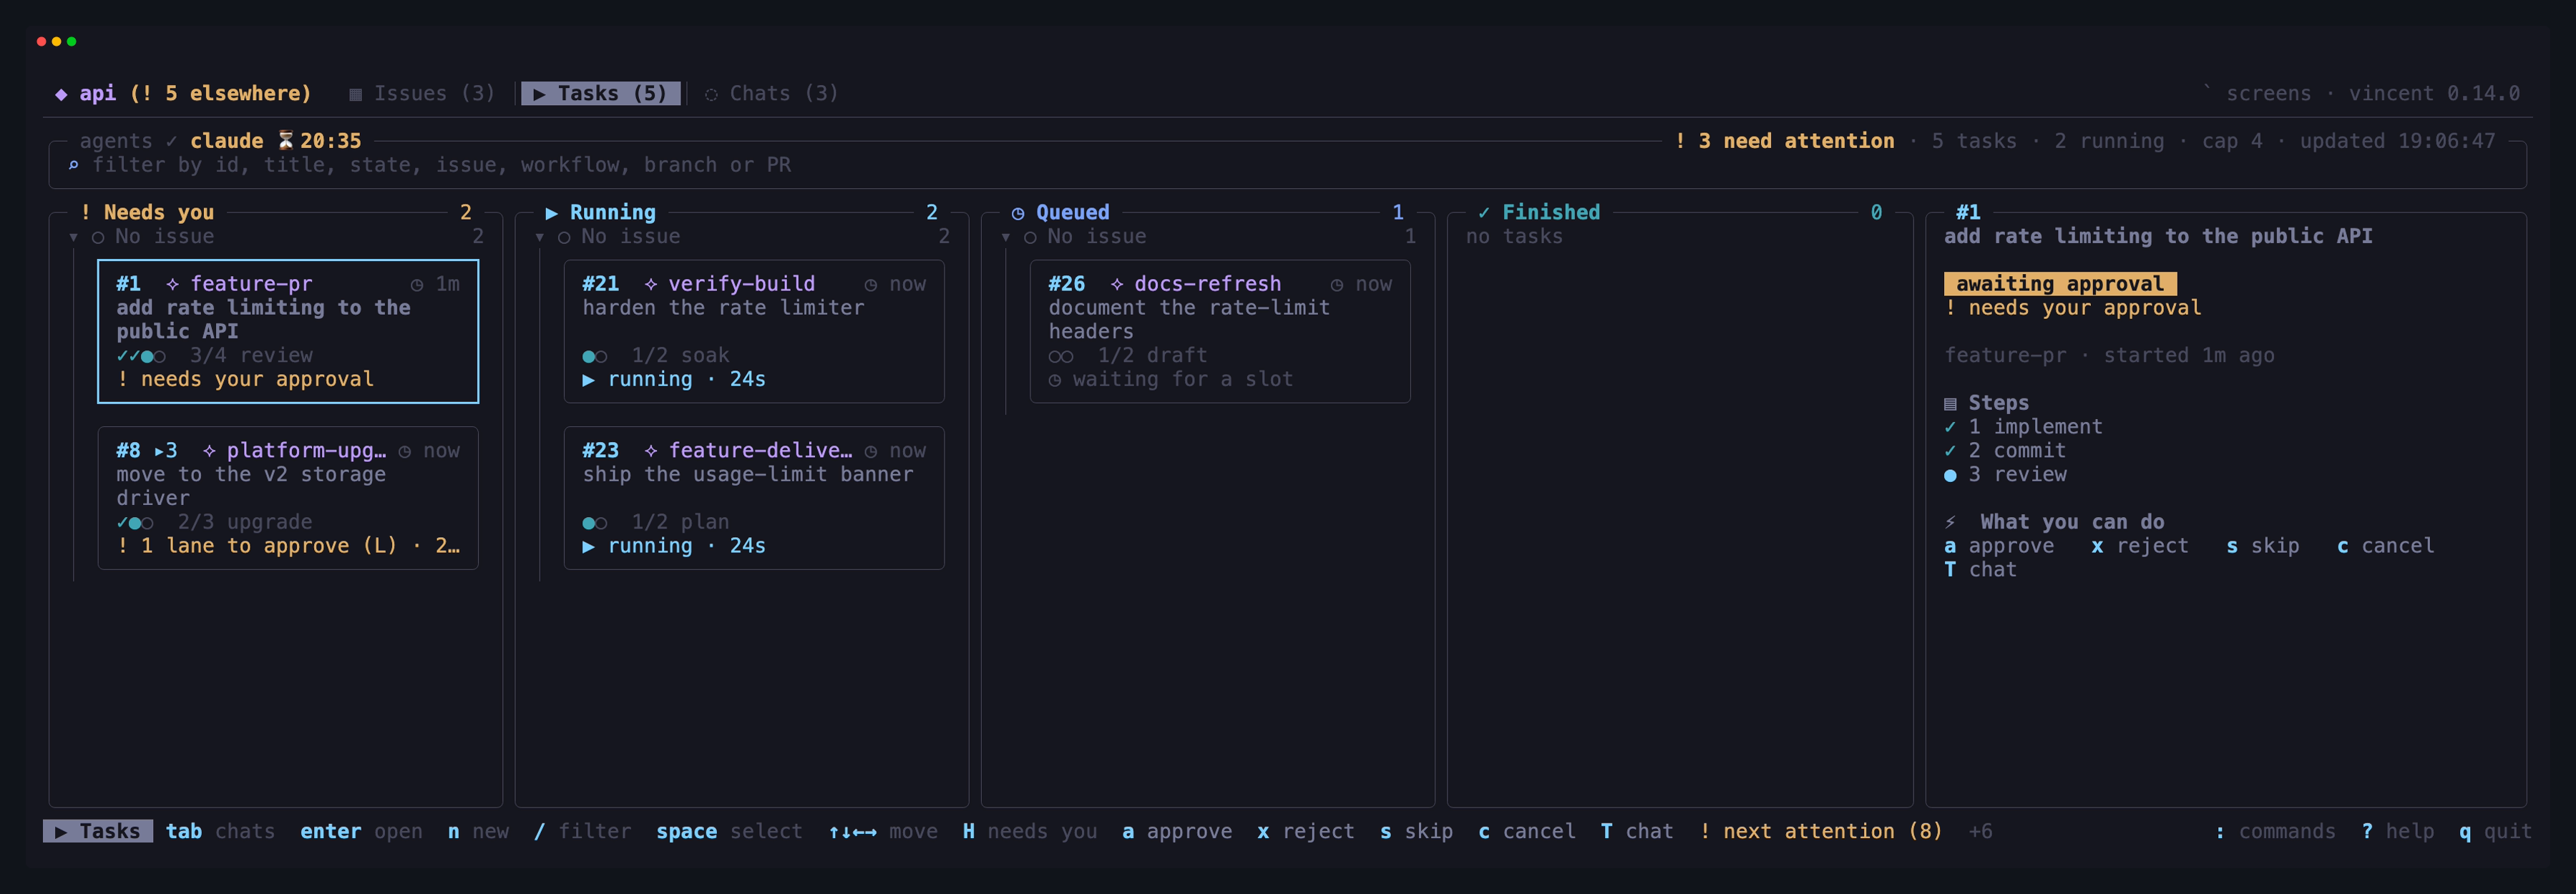 ◆ api (! 5 elsewhere) ▦ Issues (3) ▶ Tasks (5) ◌ Chats (3) ` screens · vincent 0.14.0
agents ✓ claude ⏳20:35 ! 3 need attention · 5 tasks · 2 running · cap 4 · updated 19:06:47
⌕ filter by id, title, state, issue, workflow, branch or PR
! Needs you 2
▾ ○ No issue 2
#1 ✧ feature-pr ◷ 1m
add rate limiting to the
public API
✓✓●○ 3/4 review
! needs your approval
#8 ▸3 ✧ platform-upg… ◷ now
move to the v2 storage
driver
✓●○ 2/3 upgrade
! 1 lane to approve (L) · 2…
▶ Running 2
▾ ○ No issue 2
#21 ✧ verify-build ◷ now
harden the rate limiter
●○ 1/2 soak
▶ running · 24s
#23 ✧ feature-delive… ◷ now
ship the usage-limit banner
●○ 1/2 plan
▶ running · 24s
◷ Queued 1
▾ ○ No issue 1
#26 ✧ docs-refresh ◷ now
document the rate-limit
headers
○○ 1/2 draft
◷ waiting for a slot
✓ Finished 0
no tasks
#1
add rate limiting to the public API
awaiting approval
! needs your approval
feature-pr · started 1m ago
▤ Steps
✓ 1 implement
✓ 2 commit
● 3 review
⚡ What you can do
a approve x reject s skip c cancel
T chat
▶ Tasks tab chats enter open n new / filter space select ↑↓←→ move H needs you a approve x reject s skip c cancel T chat ! next attention (8) +6 : commands ? help q quit